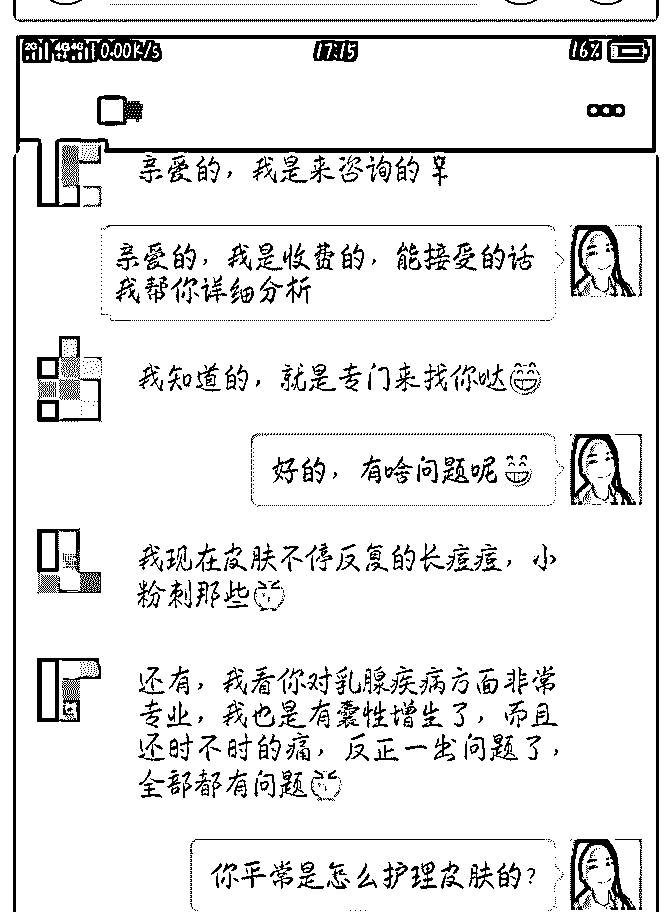 2G 4G 4G 0.00K/s 17:15 16%
亲爱的，我是来咨询的
亲爱的，我是收费的，能接受的话
我帮你详细分析
我知道的，就是专门来找你哒
好的，有啥问题呢
我现在皮肤不停反复的长痘痘，小
粉刺那些
还有，我看你对乳腺疾病方面非常
专业，我也是有囊性增生了，而且
还时不时的痛，反正一出问题了，
全部都有问题
你平常是怎么护理皮肤的？